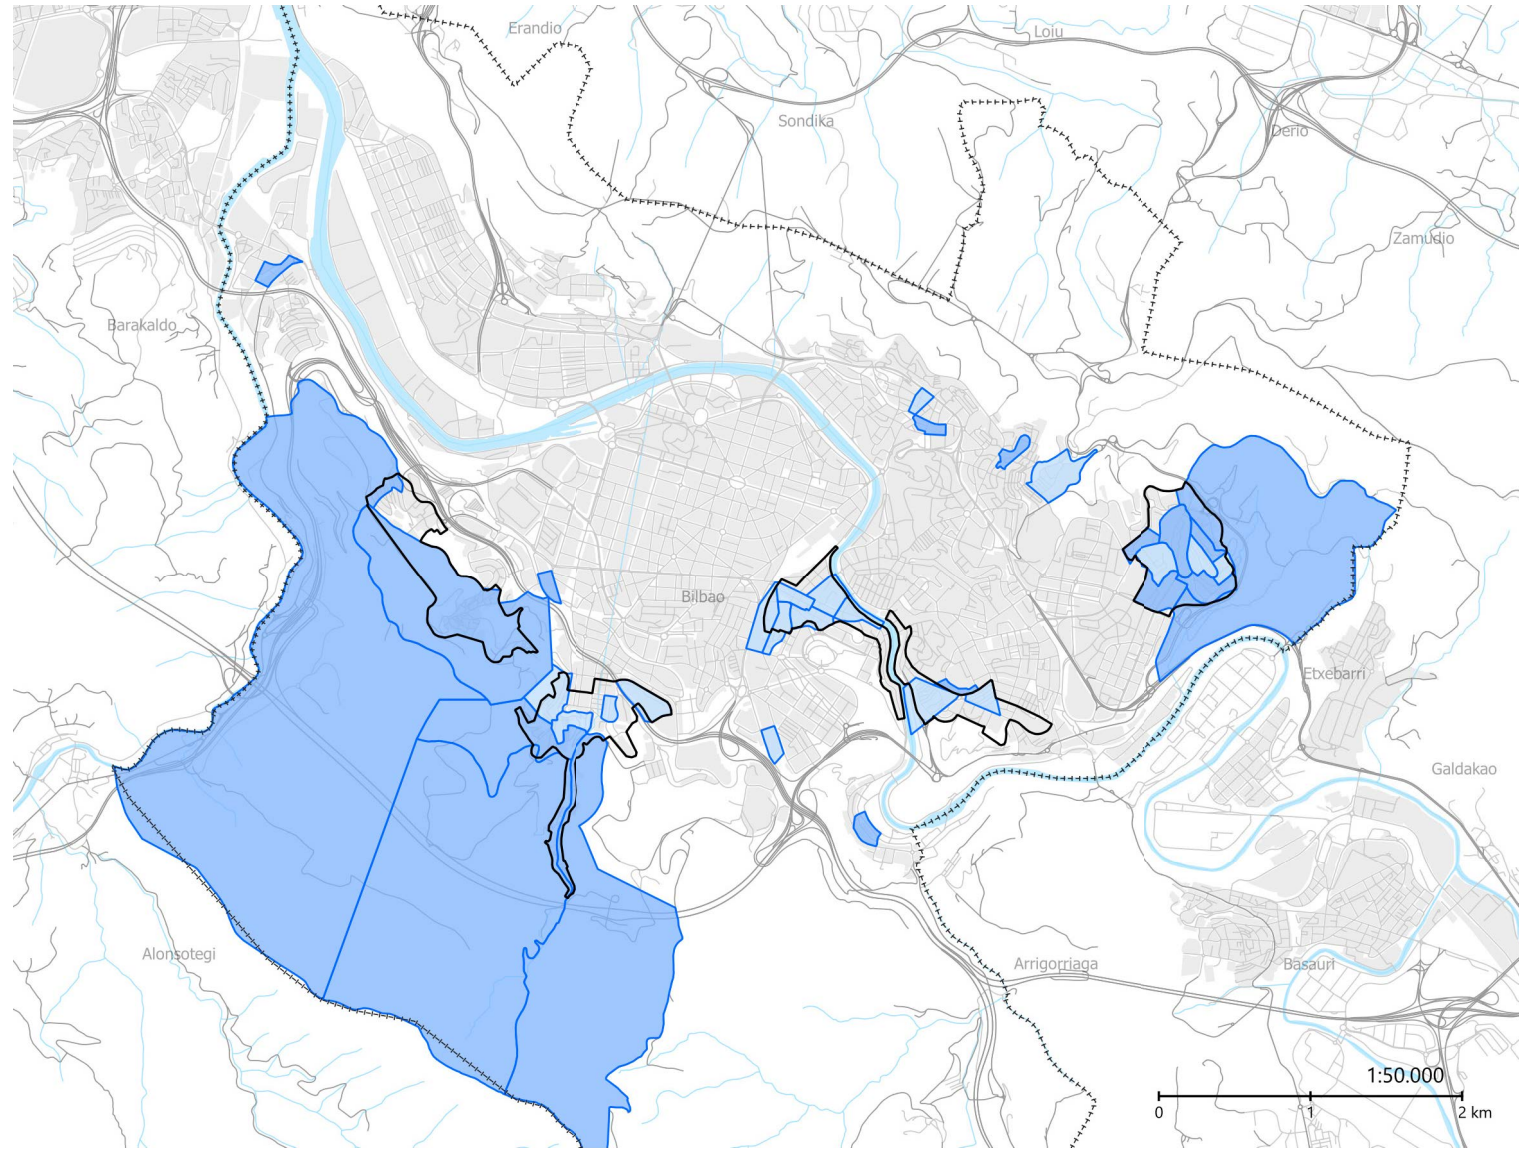 Erandio
Loiu
Sondika
Derio
Zamudio
Barakaldo
Bilbao
Etxebarri
Galdakao
Alonsotegi
Arrigorriaga
Basauri
1:50.000
0 1 2 km